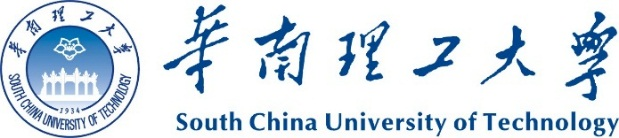 華南理工大學
SOUTH CHINA UNIVERSITY OF TECHNOLOGY
1934
華南理工大學
South China University of Technology